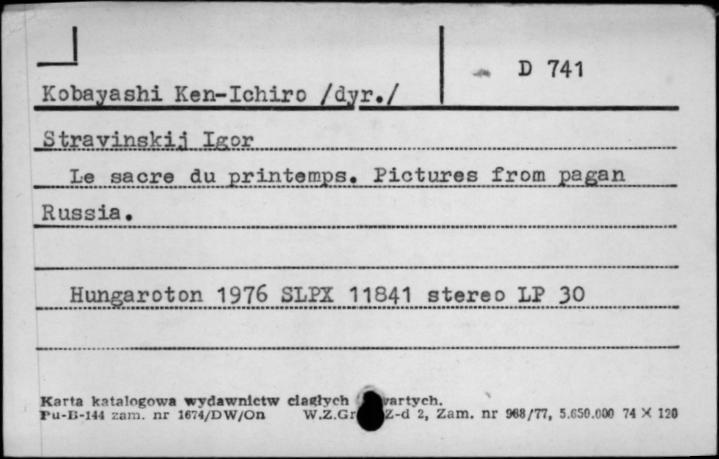 D 741
Kobayashi Ken-Ichiro /dyr./
Stravinskij Igor
Le sacre du printemps. Pictures from pagan
Russia.
Hungaroton 1976 SLPX 11841 stereo LP 30
Karta katalogowa wydawnictw ciągłych
Pu-B-144 zam. nr 1674/DW/On W.Z.Gr Z-d 2, Zam. nr 968/77, 5.650.000 74 × 120